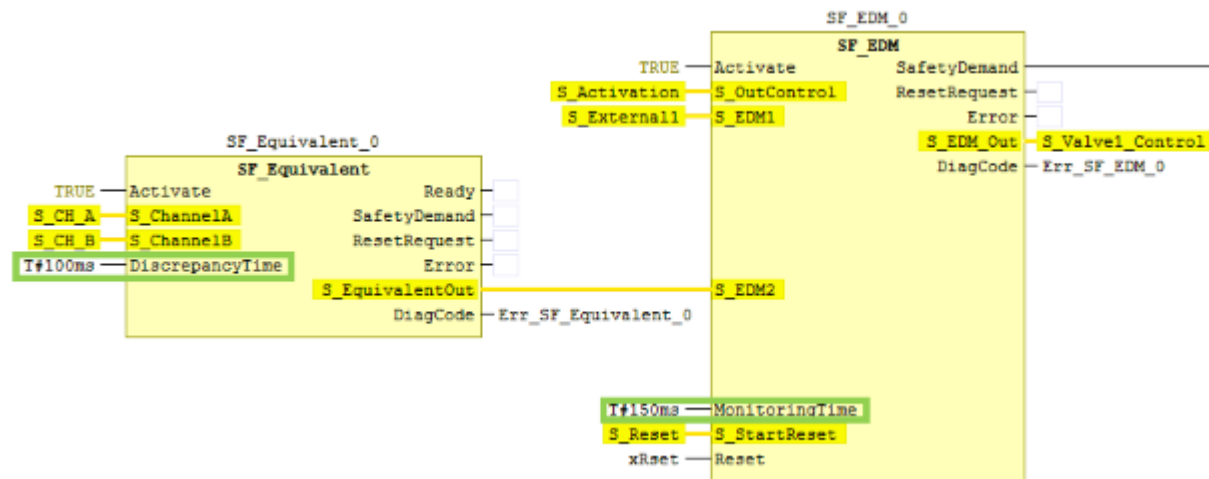 SF_EDM_0
SF_EDM
TRUE Activate SafetyDemand
S_Activation S_OutControl ResetRequest
S_External1 S_EDM1 Error
S_EDM_Out S_Valve1_Control
DiagCode Err_SF_EDM_0
SF_Equivalent_0
SF_Equivalent
TRUE Activate Ready
S_CH_A S_ChannelA SafetyDemand
S_CH_B S_ChannelB ResetRequest
T#100ms DiscrepancyTime Error
S_EquivalentOut S_EDM2
DiagCode Err_SF_Equivalent_0
T#150ms MonitoringTime
S_Reset S_StartReset
xRset Reset